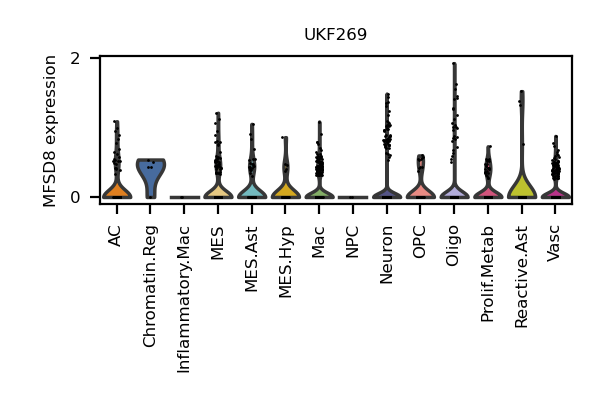 UKF269
MFSD8 expression
2
0
AC
Chromatin.Reg
Inflammatory.Mac
MES
MES.Ast
MES.Hyp
Mac
NPC
Neuron
OPC
Oligo
Prolif.Metab
Reactive.Ast
Vasc